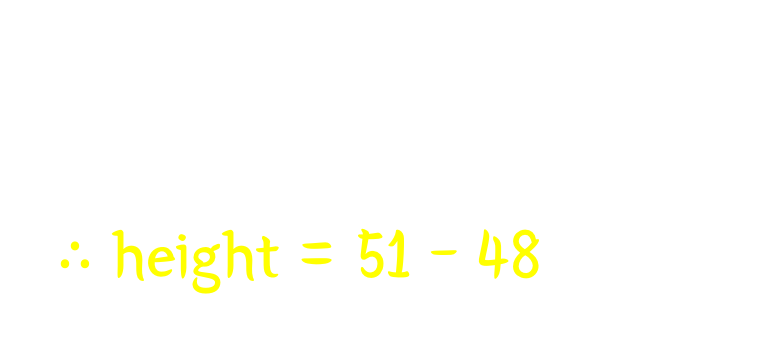 ∴ height = 51 - 48